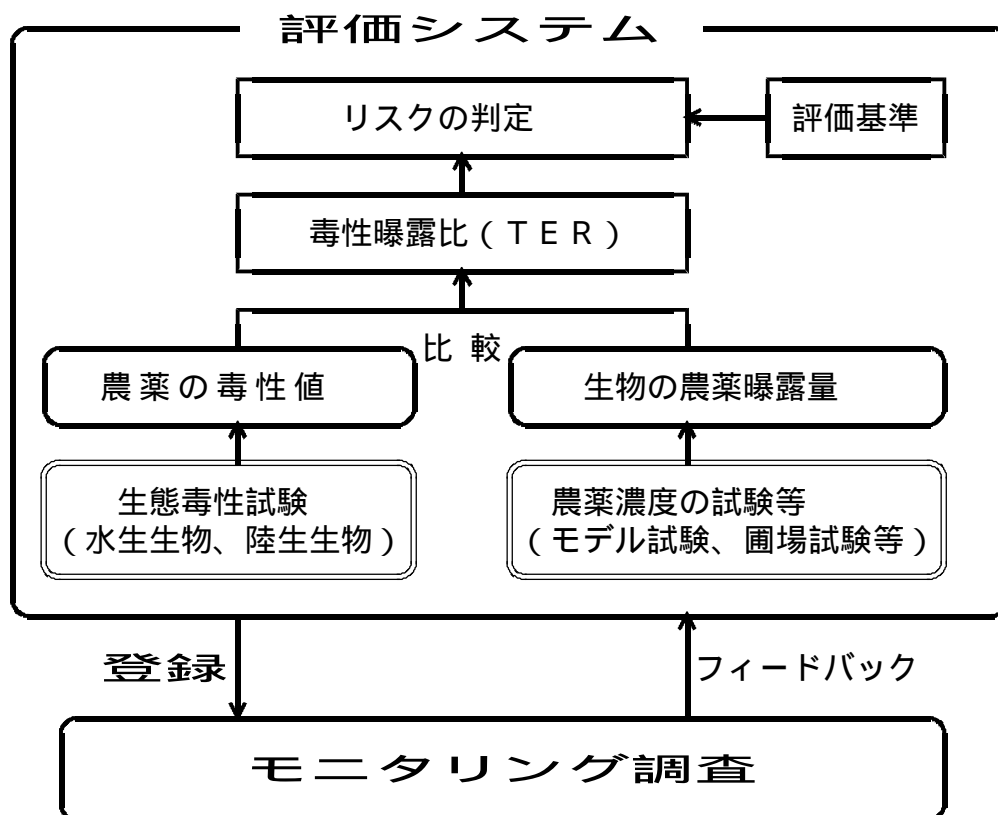 評価システム
リスクの判定
評価基準
毒性曝露比(TER)
比 較
農薬の毒性値
生物の農薬曝露量
生態毒性試験
(水生生物、陸生生物)
農薬濃度の試験等
(モデル試験、圃場試験等)
登録
フィードバック
モニタリング調査